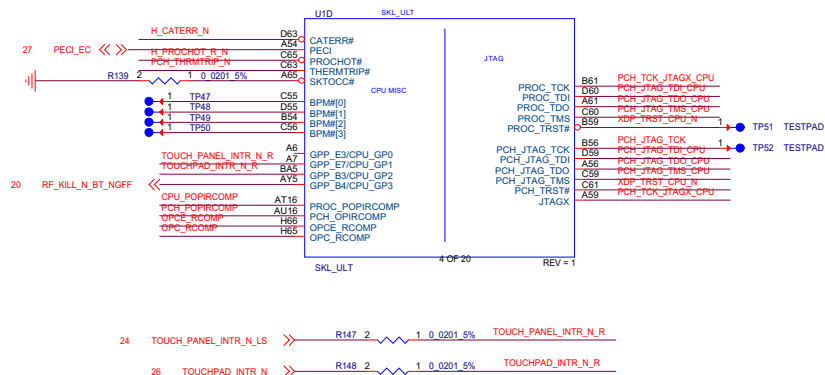 U1D SKL_ULT
H_CATERR_N D63 CATERR#
27 PECI_EC A54 PECI
H_PROCHOT_R_N C65 PROCHOT#
PCH_THRMTRIP_N C63 THERMTRIP#
R139 2 1 0_0201_5% A65 SKTOCC#
JTAG
CPU MISC
1 TP47 C55 BPM#[0]
1 TP48 D55 BPM#[1]
1 TP49 B54 BPM#[2]
1 TP50 C56 BPM#[3]
PROC_TCK B61 PCH_TCK_JTAGX_CPU
PROC_TDI D60 PCH_JTAG_TDI_CPU
PROC_TDO A61 PCH_JTAG_TDO_CPU
PROC_TMS C60 PCH_JTAG_TMS_CPU
PROC_TRST# B59 XDP_TRST_CPU_N 1 TP51 TESTPAD
A6 GPP_E3/CPU_GP0
TOUCH_PANEL_INTR_N_R A7 GPP_E7/CPU_GP1
TOUCHPAD_INTR_N_R BA5 GPP_B3/CPU_GP2
20 RF_KILL_N_BT_NGFF AY5 GPP_B4/CPU_GP3
PCH_JTAG_TCK B56 PCH_JTAG_TCK 1 TP52 TESTPAD
PCH_JTAG_TDI D59 PCH_JTAG_TDI_CPU
PCH_JTAG_TDO A56 PCH_JTAG_TDO_CPU
PCH_JTAG_TMS C59 PCH_JTAG_TMS_CPU
PCH_TRST# C61 XDP_TRST_CPU_N
JTAGX A59 PCH_TCK_JTAGX_CPU
CPU_POPIRCOMP AT16 PROC_POPIRCOMP
PCH_POPIRCOMP AU16 PCH_OPIRCOMP
OPCE_RCOMP H66 OPCE_RCOMP
OPC_RCOMP H65 OPC_RCOMP
SKL_ULT 4 OF 20 REV = 1
24 TOUCH_PANEL_INTR_N_LS R147 2 1 0_0201_5% TOUCH_PANEL_INTR_N_R
26 TOUCHPAD_INTR_N R148 2 1 0_0201_5% TOUCHPAD_INTR_N_R